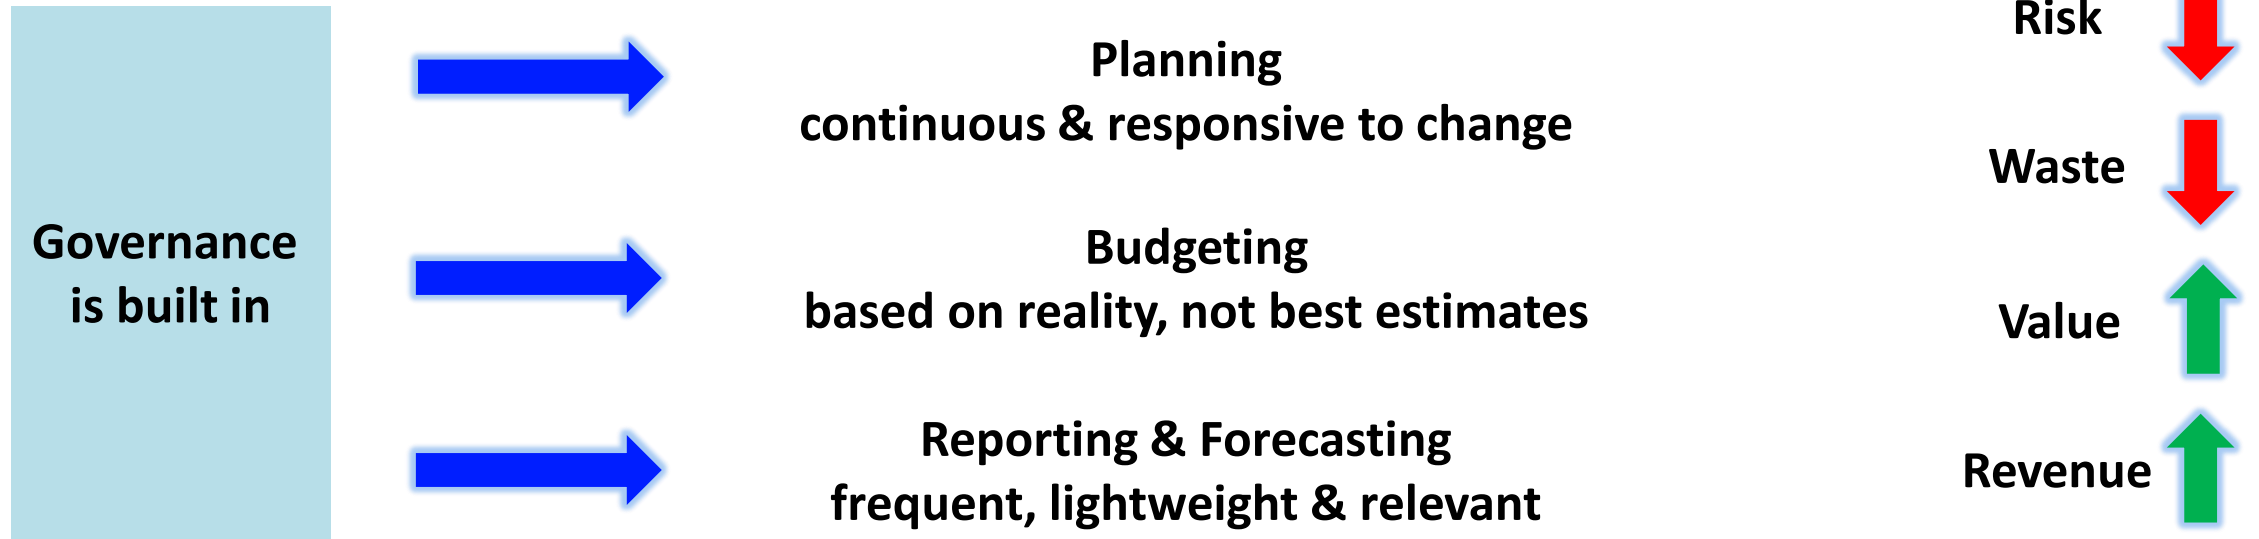 Governance
is built in
Planning
continuous & responsive to change
Budgeting
based on reality, not best estimates
Reporting & Forecasting
frequent, lightweight & relevant
Risk
Waste
Value
Revenue